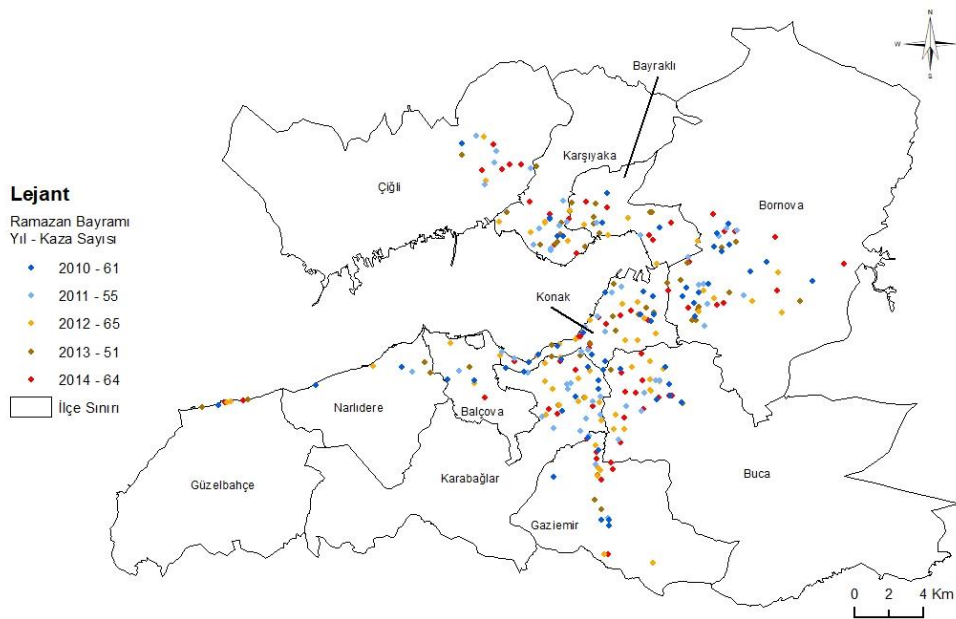 N
W
E
S
Bayraklı
Karşıyaka
Çiğli
Bornova
Lejant
Ramazan Bayramı
Yıl - Kaza Sayısı
2010 - 61
2011 - 55
2012 - 65
2013 - 51
2014 - 64
İlçe Sınırı
Konak
Narlıdere
Balçova
Güzelbahçe
Karabağlar
Buca
Gaziemir
0 2 4 Km